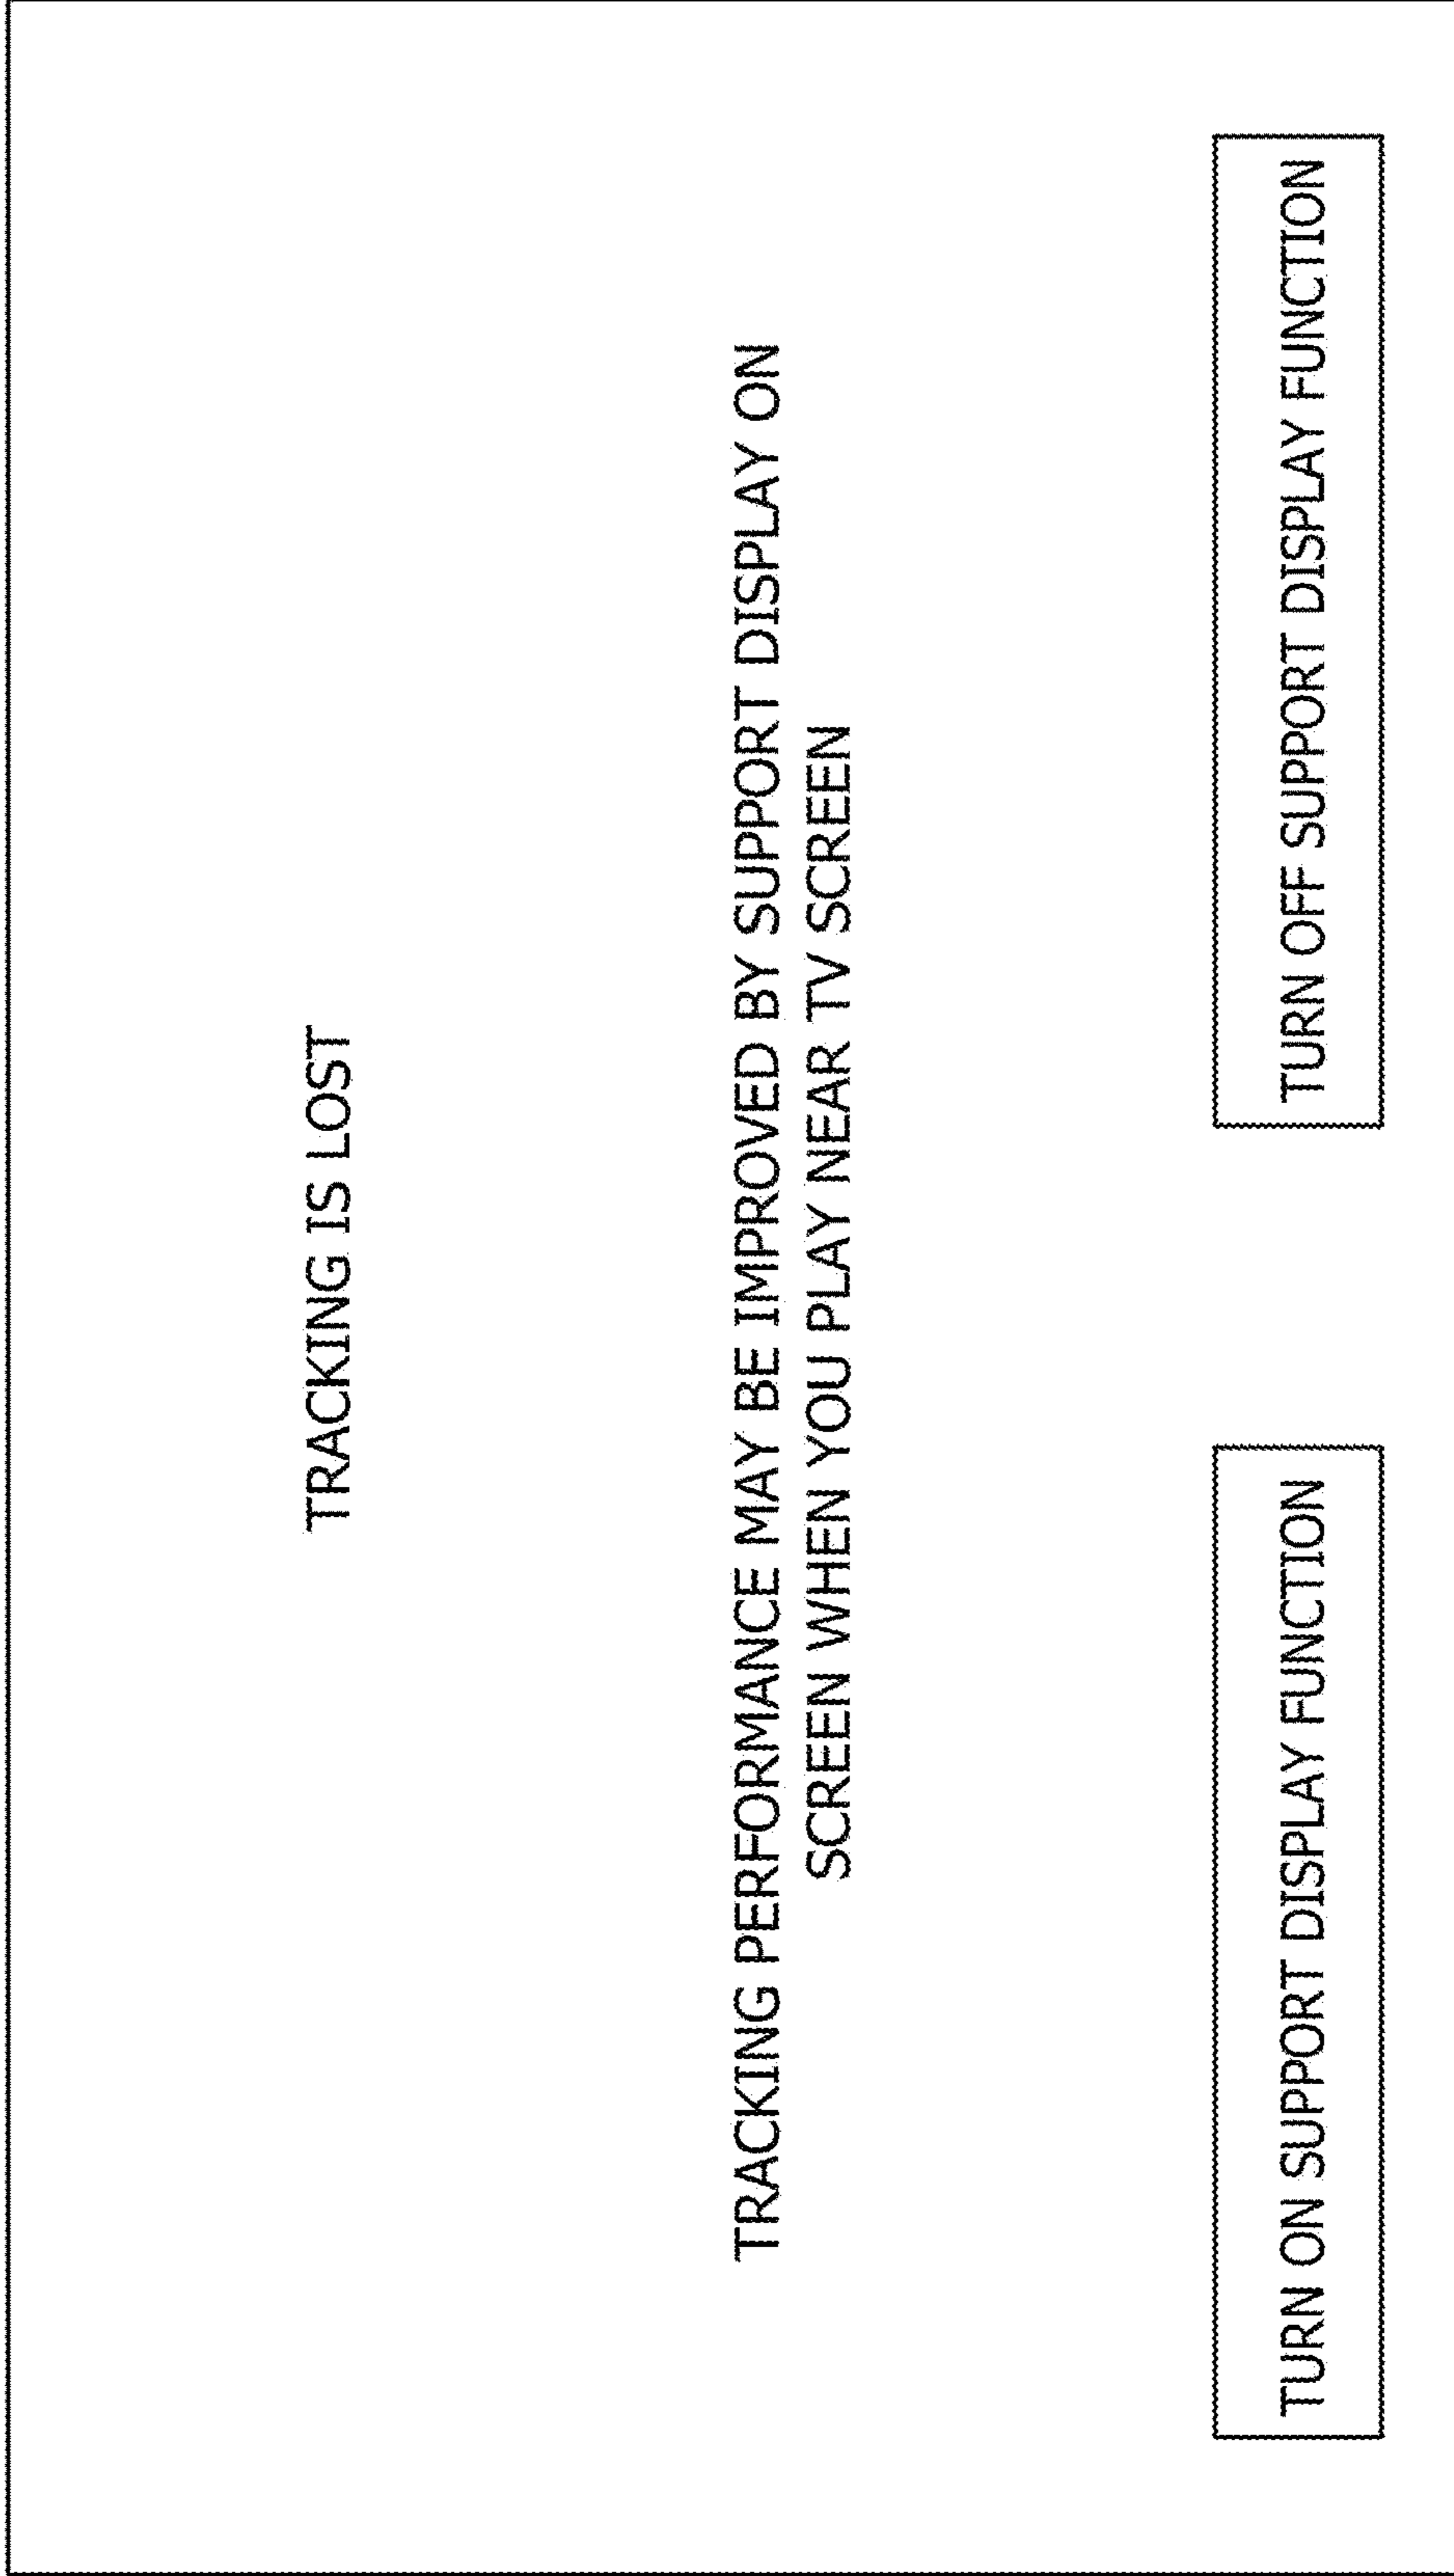 TRACKING IS LOST
TRACKING PERFORMANCE MAY BE IMPROVED BY SUPPORT DISPLAY ON
SCREEN WHEN YOU PLAY NEAR TV SCREEN
TURN ON SUPPORT DISPLAY FUNCTION
TURN OFF SUPPORT DISPLAY FUNCTION